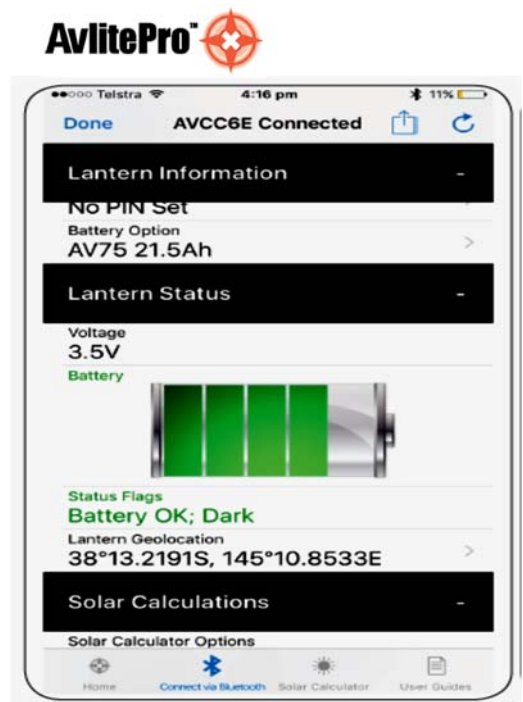 AvlitePro™
Telstra 4:16 pm 11%
Done AVCC6E Connected
Lantern Information -
No PIN Set
Battery Option
AV75 21.5Ah
Lantern Status -
Voltage
3.5V
Battery
Status Flags
Battery OK; Dark
Lantern Geolocation
38°13.2191S, 145°10.8533E
Solar Calculations -
Solar Calculator Options
Home Connect via Bluetooth Solar Calculator User Guides